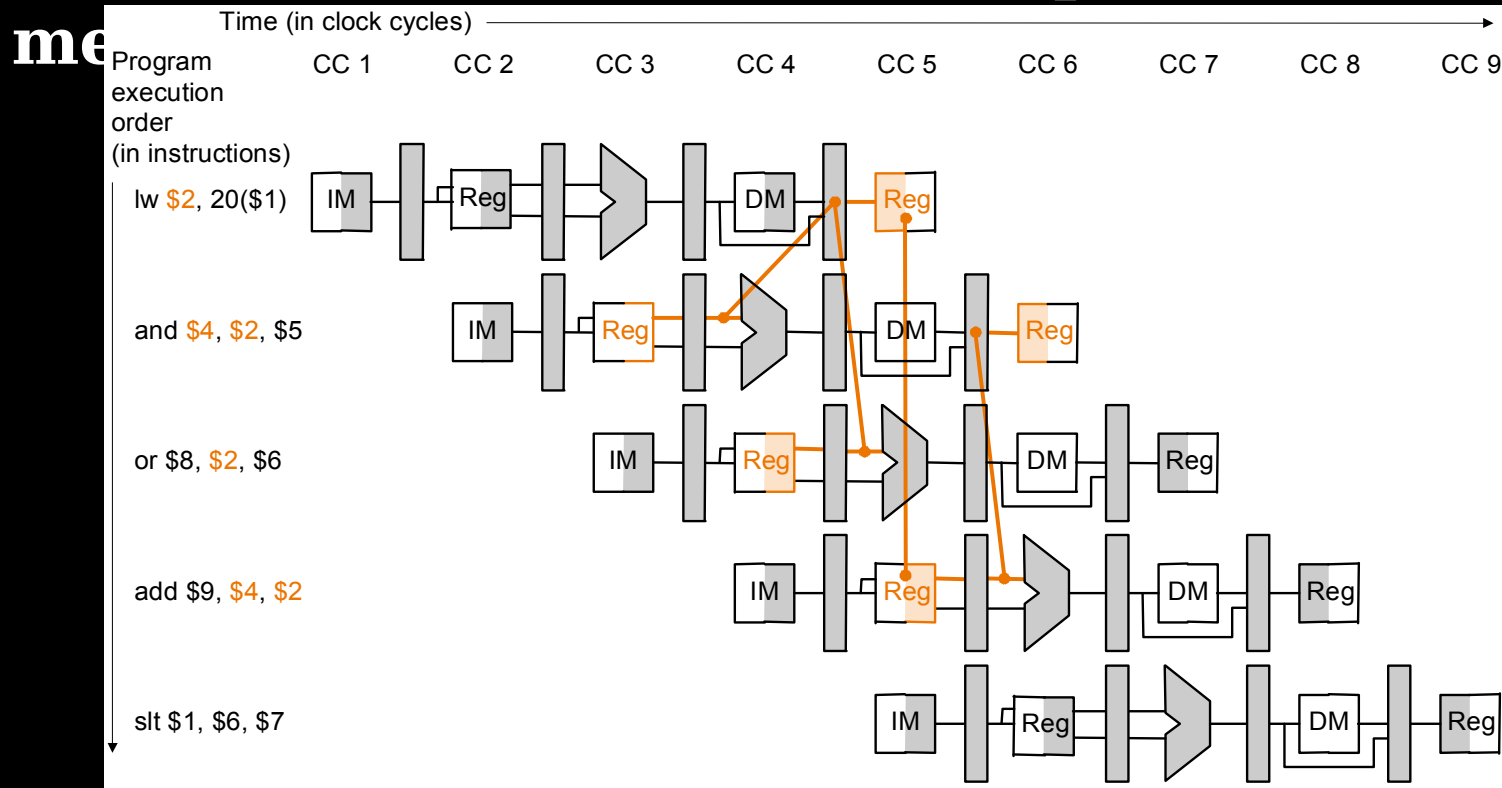 Time (in clock cycles)
me
Program
execution
order
(in instructions)
CC 1 CC 2 CC 3 CC 4 CC 5 CC 6 CC 7 CC 8 CC 9
lw $2, 20($1) IM Reg DM Reg
and $4, $2, $5 IM Reg DM Reg
or $8, $2, $6 IM Reg DM Reg
add $9, $4, $2 IM Reg DM Reg
slt $1, $6, $7 IM Reg DM Reg